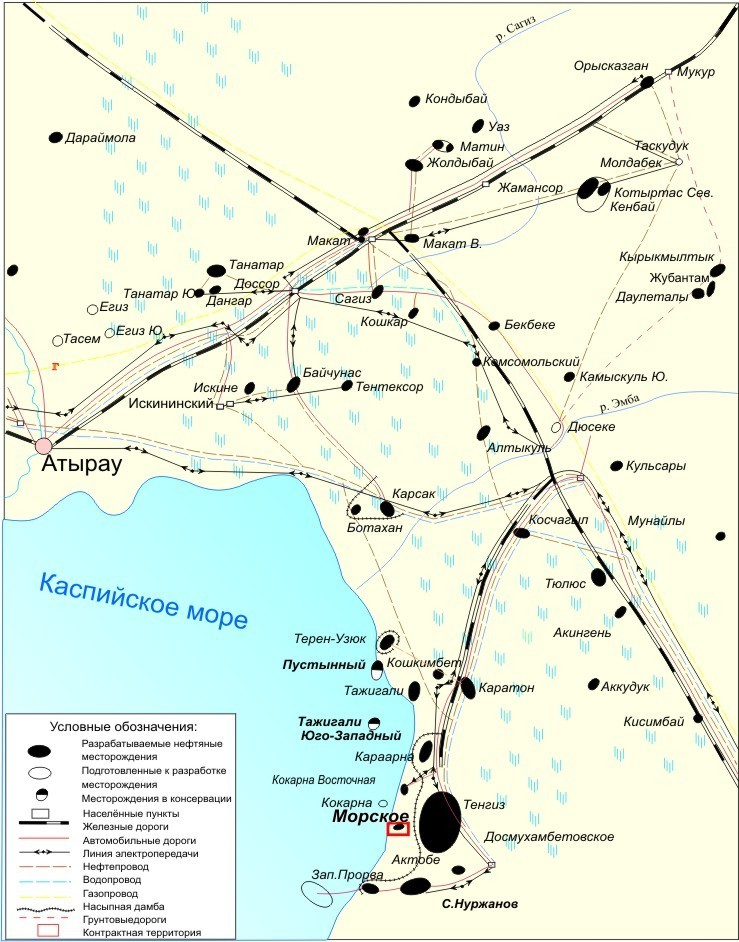 р. Сагиз
Орысказган
Мукур
Кондыбай
Уаз
Дараймола
Матин
Жолдыбай
Таскудук
Молдабек
Жамансор
Котыртас Сев.
Кенбай
Макат
Макат В.
Кырыкмылтык
Жубантам
Даулеталы
Танатар
Доссор
Танатар Ю.
Дангар
Сагиз
Егиз
Кошкар
Бекбеке
Егиз Ю.
Тасем
г
Комсомольский
Байчунас
Камыскуль Ю.
Искине
Тентексор
Искининский
р. Эмба
Дюсеке
Алтыкуль
Атырау
Кульсары
Карсак
Ботахан
Косчагыл
Мунайлы
Каспийское море
Тюлюс
Акингень
Терен-Узюк
Пустынный
Кошкимбет
Тажигали
Каратон
Аккудук
Тажигали
Юго-Западный
Кисимбай
Караарна
Кокарна Восточная
Кокарна
Тенгиз
Морское
Досмухамбетовское
Актобе
Зап.Прорва
С.Нуржанов
Условные обозначения:
Разрабатываемые нефтяные
месторождения
Подготовленные к разработке
месторождения
Месторождения в консервации
Населённые пункты
Железные дороги
Автомобильные дороги
Линия электропередачи
Нефтепровод
Водопровод
Газопровод
Насыпная дамба
Грунтовыедороги
Контрактная территория